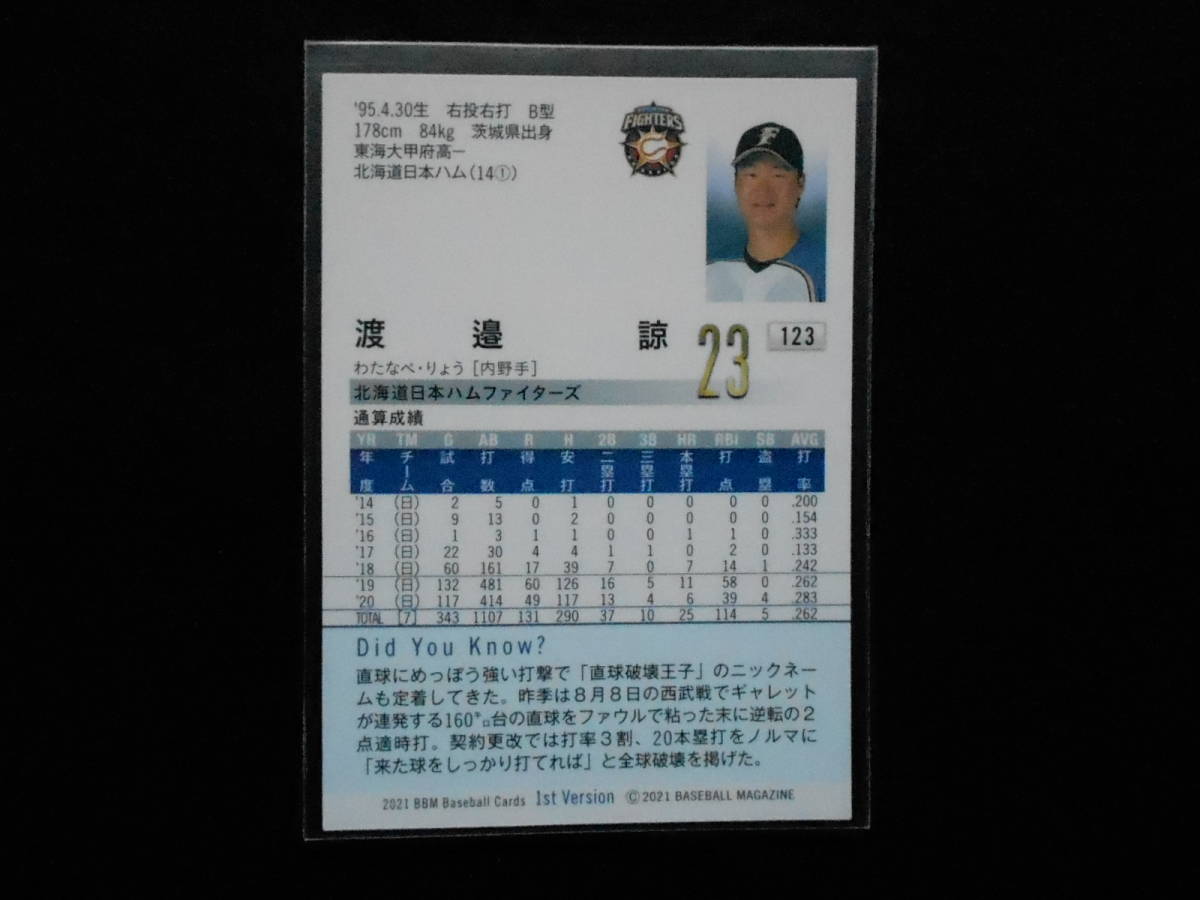 '95.4.30生 右投右打 B型
178cm 84kg 茨城県出身
東海大甲府高－
北海道日本ハム(14①)
FIGHTERS
F
渡邉諒
23
123
わたなべ・りょう [内野手]
北海道日本ハムファイターズ
通算成績
YR TM G AB R H 2B 3B HR RBI SB AVG
年度 チーム 試合 打数 得点 安打 二塁打 三塁打 本塁打 打点 盗塁 打率
'14 (日) 2 5 0 1 0 0 0 0 0 .200
'15 (日) 9 13 0 2 0 0 0 0 0 .154
'16 (日) 1 3 1 1 0 0 1 1 0 .333
'17 (日) 22 30 4 4 1 1 0 2 0 .133
'18 (日) 60 161 17 39 7 0 7 14 1 .242
'19 (日) 132 481 60 126 16 5 11 58 0 .262
'20 (日) 117 414 49 117 13 4 6 39 4 .283
TOTAL [7] 343 1107 131 290 37 10 25 114 5 .262
Did You Know?
直球にめっぽう強い打撃で「直球破壊王子」のニックネー
ムも定着してきた。昨季は8月8日の西武戦でギャレット
が連発する160㌔台の直球をファウルで粘った末に逆転の2
点適時打。契約更改では打率3割、20本塁打をノルマに
「来た球をしっかり打てれば」と全球破壊を掲げた。
2021 BBM Baseball Cards 1st Version Ⓒ2021 BASEBALL MAGAZINE